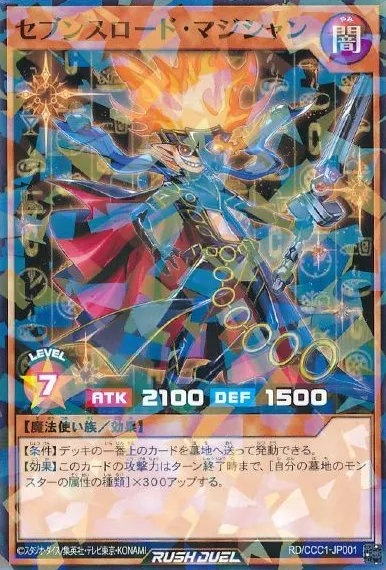 セブンスロード・マジシャン
やみ
闇
LEVEL
7
ATK 2100 DEF 1500
【魔法使い族／効果】
【条件】デッキの一番上のカードを墓地へ送って発動できる。
【効果】このカードの攻撃力はターン終了時まで、[自分の墓地のモン
スターの属性の種類]×300アップする。
©スタジオ・ダイス/集英社・テレビ東京・KONAMI
RUSH DUEL
RD/CCC1-JP001